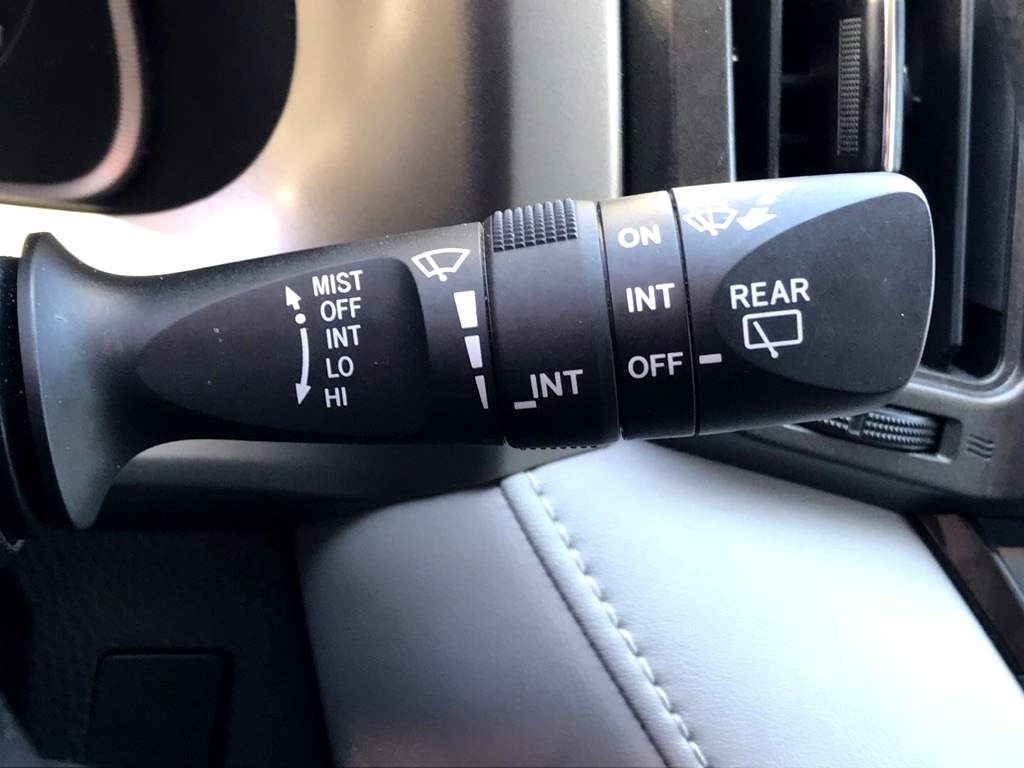 MIST
OFF
INT
LO
HI
INT
ON
INT
OFF
REAR